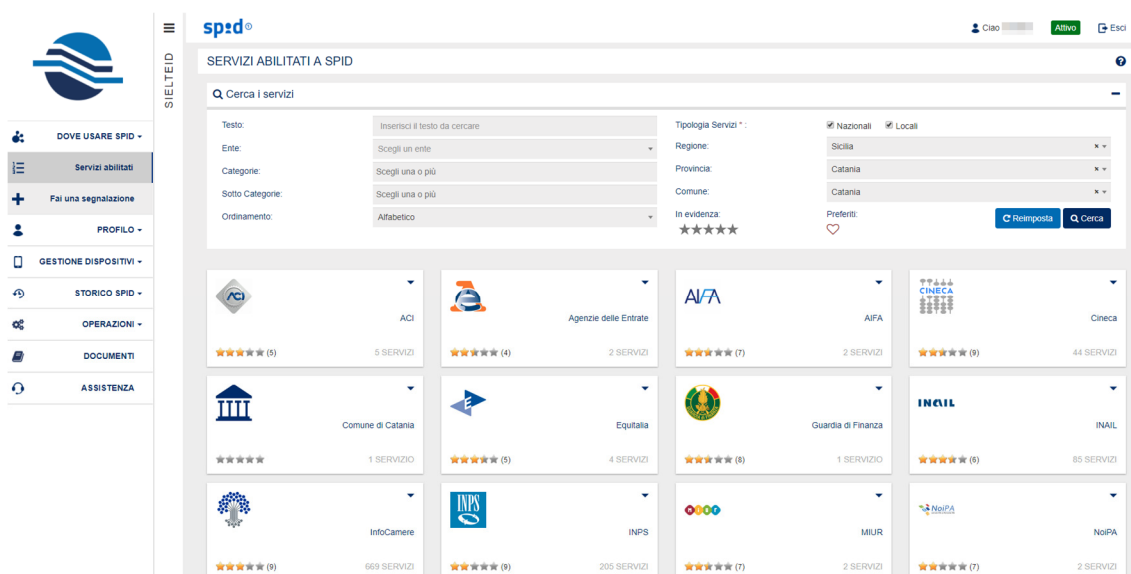 spid
Ciao
Attivo
Esci
SIELTEID
SERVIZI ABILITATI A SPID
Cerca i servizi
DOVE USARE SPID
Servizi abilitati
Fai una segnalazione
PROFILO
GESTIONE DISPOSITIVI
STORICO SPID
OPERAZIONI
DOCUMENTI
ASSISTENZA
Testo: Inserisci il testo da cercare
Ente: Scegli un ente
Categorie: Scegli una o più
Sotto Categorie: Scegli una o più
Ordinamento: Alfabetico
Tipologia Servizi * : Nazionali Locali
Regione: Sicilia
Provincia: Catania
Comune: Catania
In evidenza: Preferiti:
Reimposta Cerca
ACI
ACI
(5) 5 SERVIZI
Agenzie delle Entrate
(4) 2 SERVIZI
AIFA
AIFA
(7) 2 SERVIZI
CINECA
Cineca
(9) 44 SERVIZI
Comune di Catania
1 SERVIZIO
E
Equitalia
(5) 4 SERVIZI
Guardia di Finanza
(8) 1 SERVIZIO
INAIL
INAIL
(6) 85 SERVIZI
InfoCamere
(9) 669 SERVIZI
INPS
INPS
(9) 205 SERVIZI
MIUR
MIUR
(7) 2 SERVIZI
NoiPA
NoiPA
(7) 2 SERVIZI